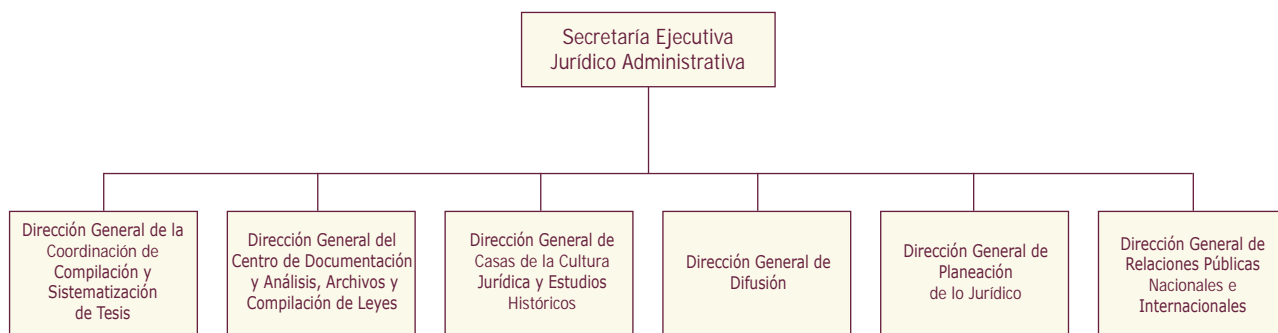 Secretaría Ejecutiva
Jurídico Administrativa
Dirección General de la
Coordinación de
Compilación y
Sistematización
de Tesis
Dirección General del
Centro de Documentación
y Análisis, Archivos y
Compilación de Leyes
Dirección General de
Casas de la Cultura
Jurídica y Estudios
Históricos
Dirección General de
Difusión
Dirección General de
Planeación
de lo Jurídico
Dirección General de
Relaciones Públicas
Nacionales e
Internacionales